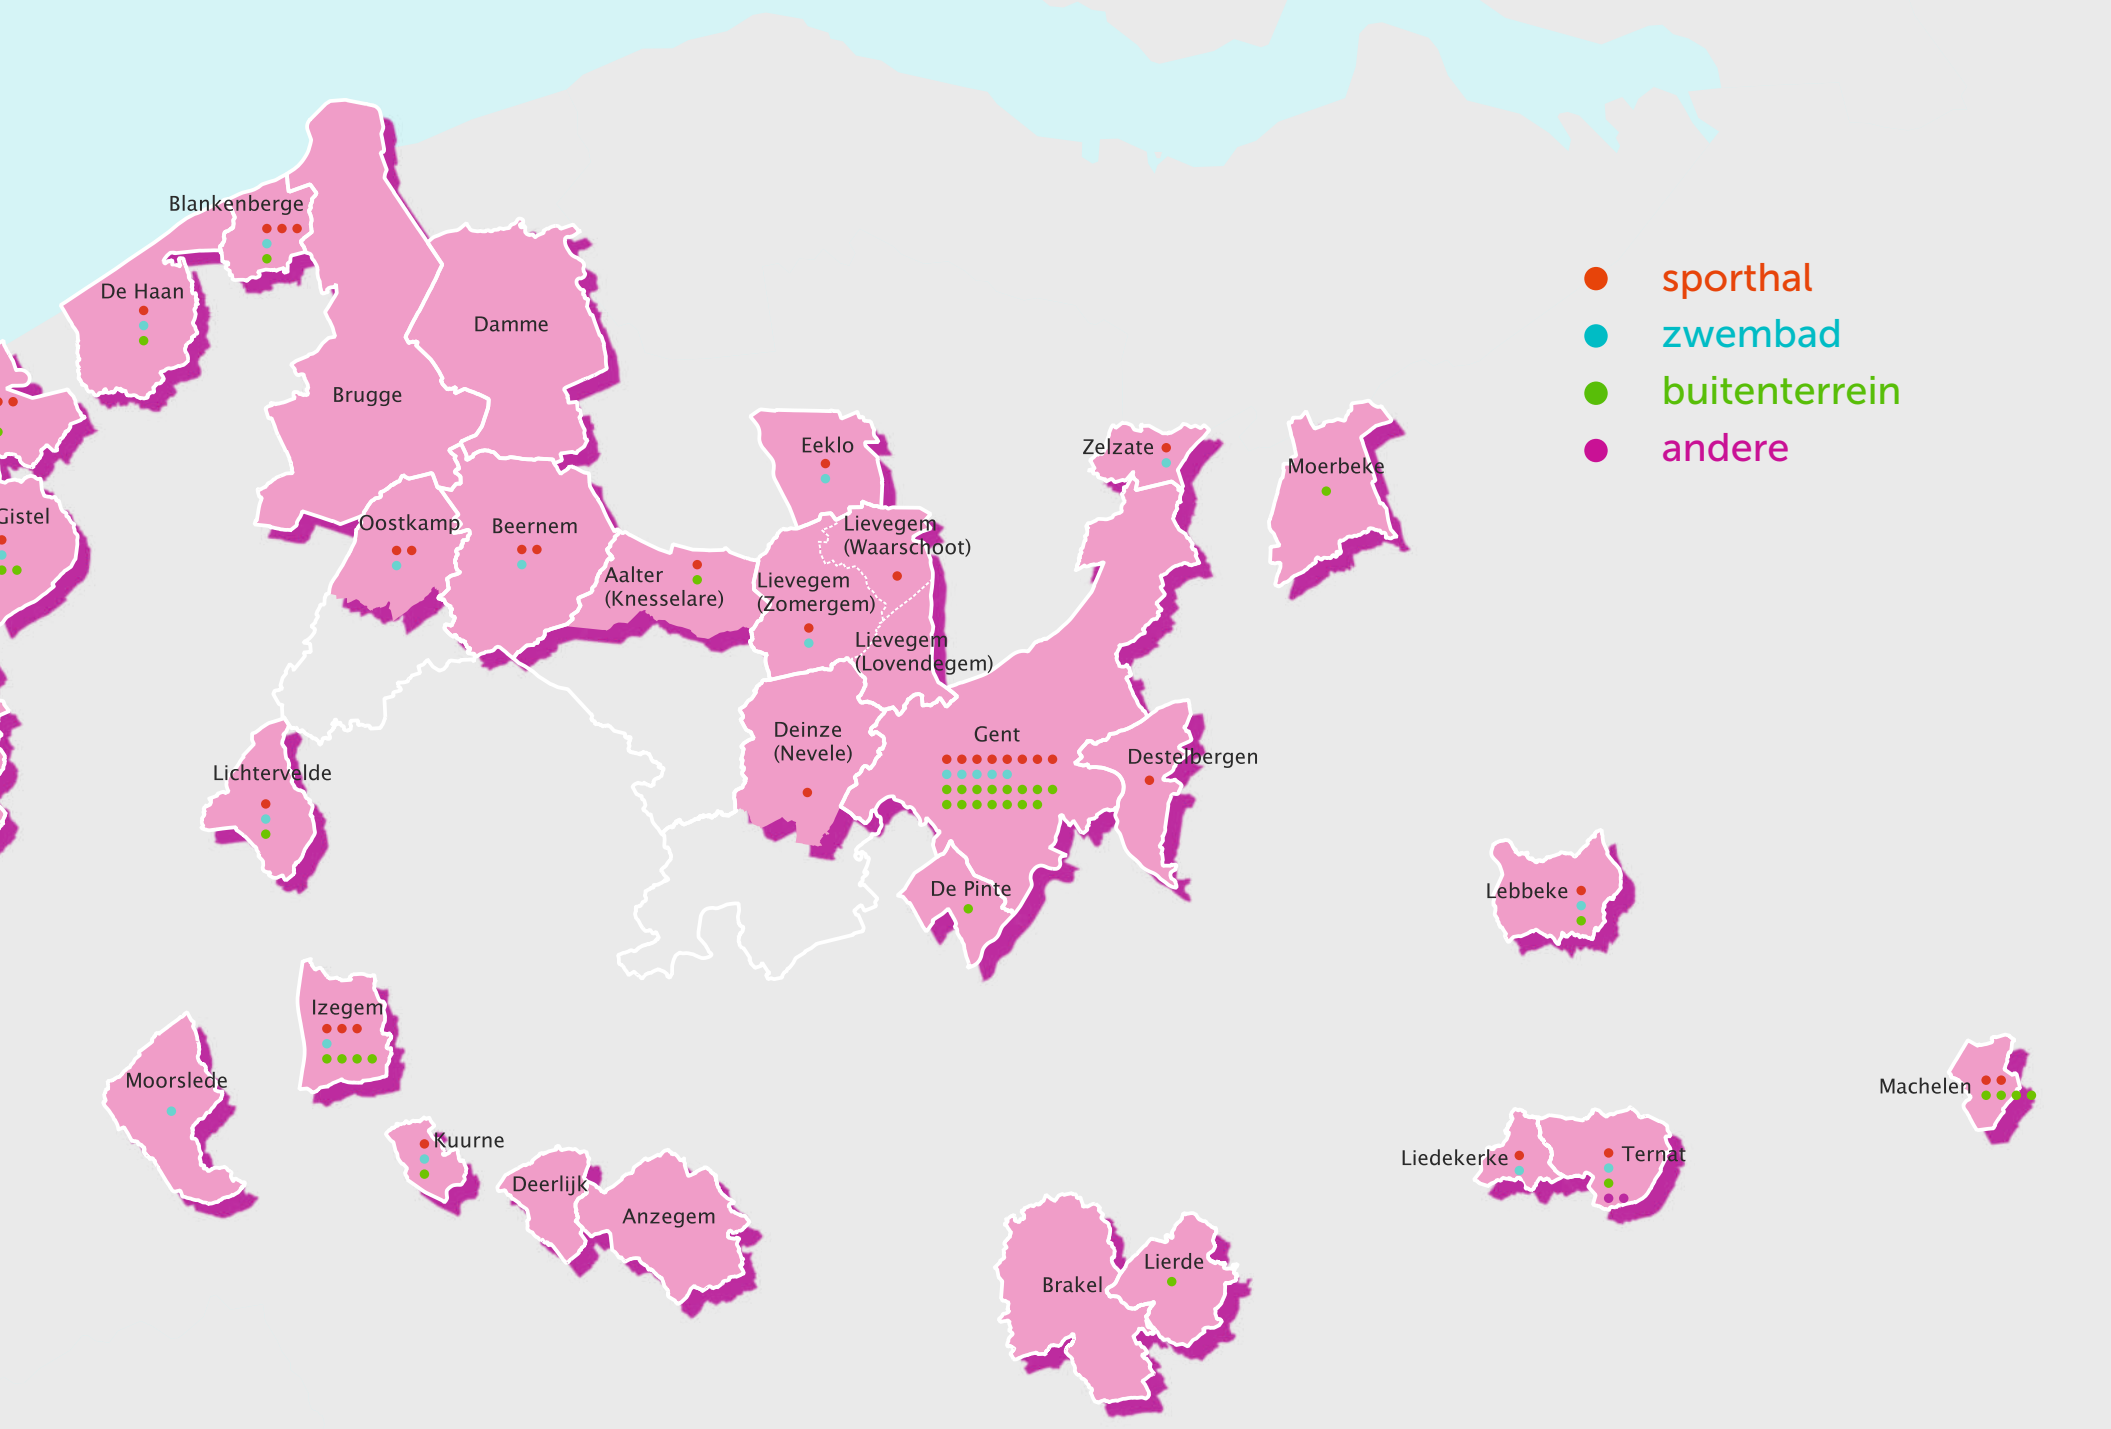 Blankenberge
sporthal
De Haan
Damme
zwembad
buitenterrein
Brugge
Eeklo
Zelzate
andere
Moerbeke
Gistel
Oostkamp
Beernem
Lievegem
(Waarschoot)
Aalter
(Knesselare)
Lievegem
(Zomergem)
Lievegem
(Lovendegem)
Deinze
(Nevele)
Gent
Destelbergen
Lichtervelde
De Pinte
Lebbeke
Izegem
Moorslede
Machelen
Kuurne
Liedekerke
Ternat
Deerlijk
Anzegem
Lierde
Brakel